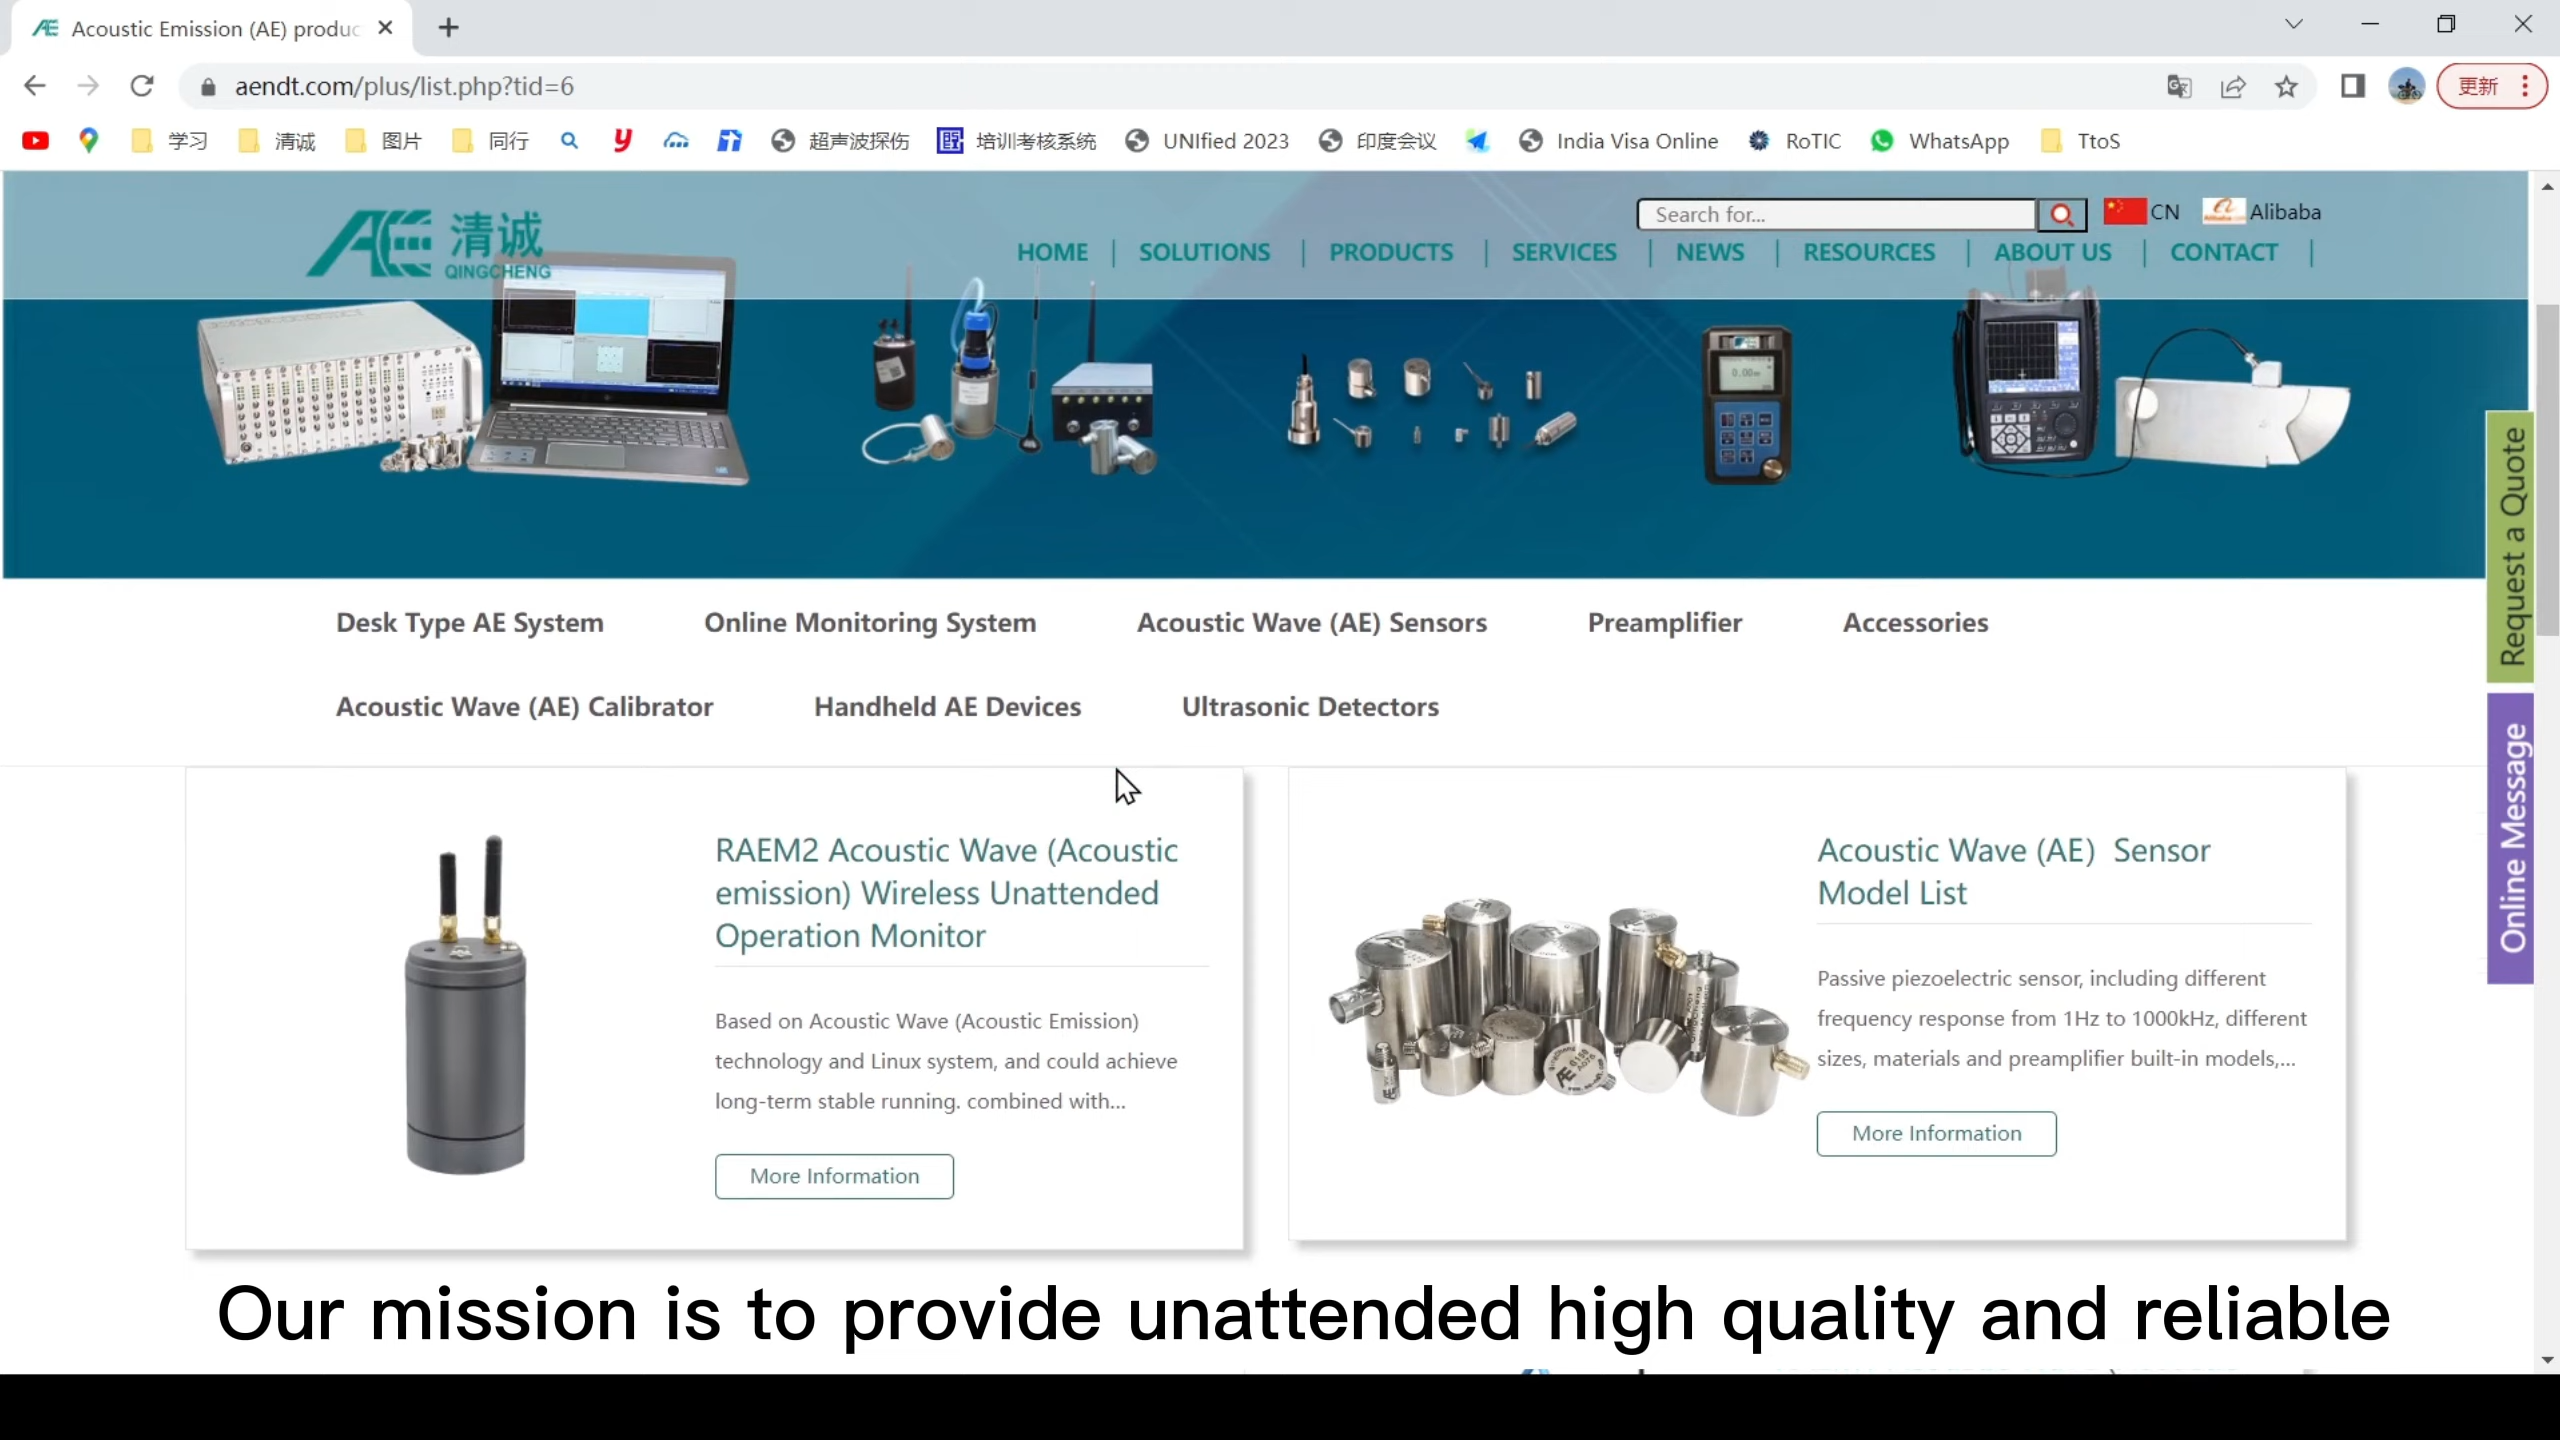 Acoustic Emission (AE) produc
aendt.com/plus/list.php?tid=6
更新
学习 清诚 图片 同行 超声波探伤 培训考核系统 UNIfied 2023 印度会议 India Visa Online RoTIC WhatsApp TtoS
AE 清诚
QINGCHENG
Search for...
CN
Alibaba
HOME | SOLUTIONS | PRODUCTS | SERVICES | NEWS | RESOURCES | ABOUT US | CONTACT |
Request a Quote
Online Message
Desk Type AE System Online Monitoring System Acoustic Wave (AE) Sensors Preamplifier Accessories
Acoustic Wave (AE) Calibrator Handheld AE Devices Ultrasonic Detectors
RAEM2 Acoustic Wave (Acoustic
emission) Wireless Unattended
Operation Monitor
Based on Acoustic Wave (Acoustic Emission)
technology and Linux system, and could achieve
long-term stable running. combined with...
More Information
Acoustic Wave (AE) Sensor
Model List
Passive piezoelectric sensor, including different
frequency response from 1Hz to 1000kHz, different
sizes, materials and preamplifier built-in models,...
More Information
Our mission is to provide unattended high quality and reliable